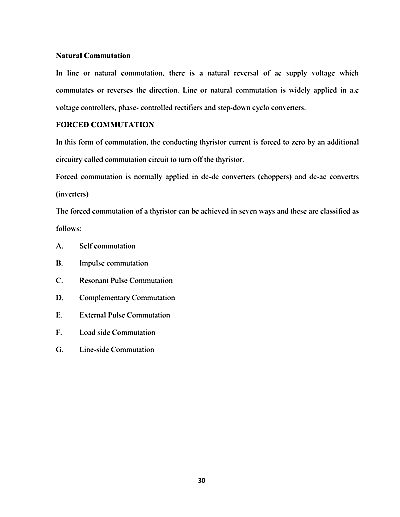 Natural Commutation
In line or natural commutation, there is a natural reversal of ac supply voltage which
commutates or reverses the direction. Line or natural commutation is widely applied in a.c
voltage controllers, phase- controlled rectifiers and step-down cyclo converters.
FORCED COMMUTATION
In this form of commutation, the conducting thyristor current is forced to zero by an additional
circuitry called commutation circuit to turn off the thyristor.
Forced commutation is normally applied in dc-dc converters (choppers) and dc-ac convertrs
(inverters)
The forced commutation of a thyristor can be achieved in seven ways and these are classified as
follows:
A. Self commutation
B. Impulse commutation
C. Resonant Pulse Commutation
D. Complementary Commutation
E. External Pulse Commutation
F. Load side Commutation
G. Line-side Commutation
30